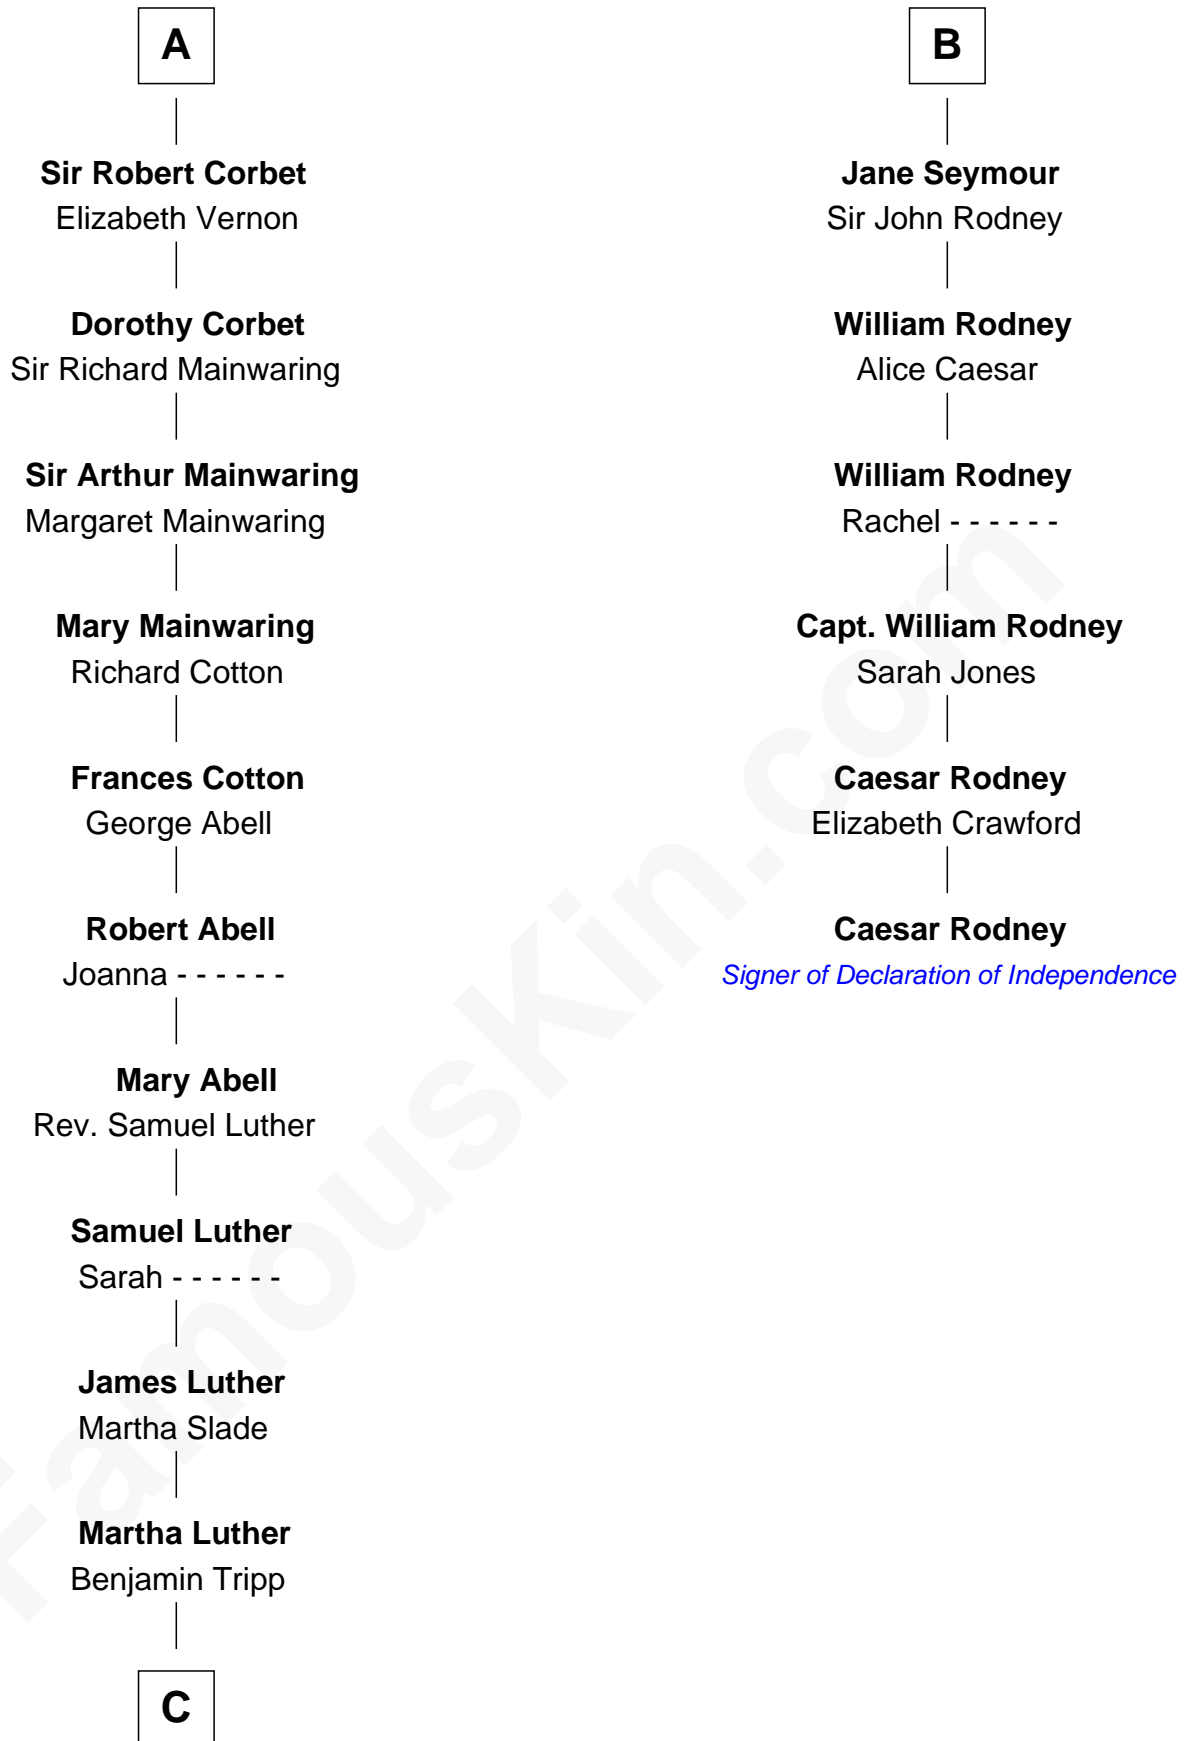 A
Sir Robert Corbet
Elizabeth Vernon
Dorothy Corbet
Sir Richard Mainwaring
Sir Arthur Mainwaring
Margaret Mainwaring
Mary Mainwaring
Richard Cotton
Frances Cotton
George Abell
Robert Abell
Joanna - - - - - -
Mary Abell
Rev. Samuel Luther
Samuel Luther
Sarah - - - - - -
James Luther
Martha Slade
Martha Luther
Benjamin Tripp
C
B
Jane Seymour
Sir John Rodney
William Rodney
Alice Caesar
William Rodney
Rachel - - - - - -
Capt. William Rodney
Sarah Jones
Caesar Rodney
Elizabeth Crawford
Caesar Rodney
Signer of Declaration of Independence
FamousKin.com